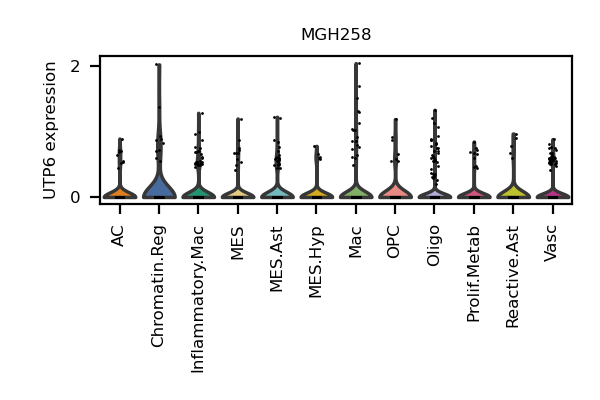 MGH258
UTP6 expression
2
0
AC
Chromatin.Reg
Inflammatory.Mac
MES
MES.Ast
MES.Hyp
Mac
OPC
Oligo
Prolif.Metab
Reactive.Ast
Vasc